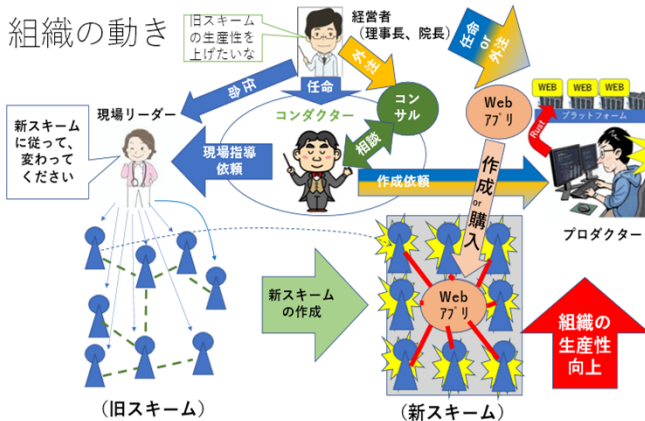 組織の動き
旧スキーム
の生産性を
上げたいな
経営者
(理事長、院長)
外注
任命
or
外注
任命
任命
WEB
WEB
WEB
プラットフォーム
現場リーダー
コンダクター
コン
サル
Web
アプリ
Rust
新スキーム
に従って、
変わって
ください
相談
現場指導
依頼
作成依頼
作成
or
購入
プロダクター
新スキーム
の作成
Web
アプリ
組織の
生産性
向上
(旧スキーム)
(新スキーム)